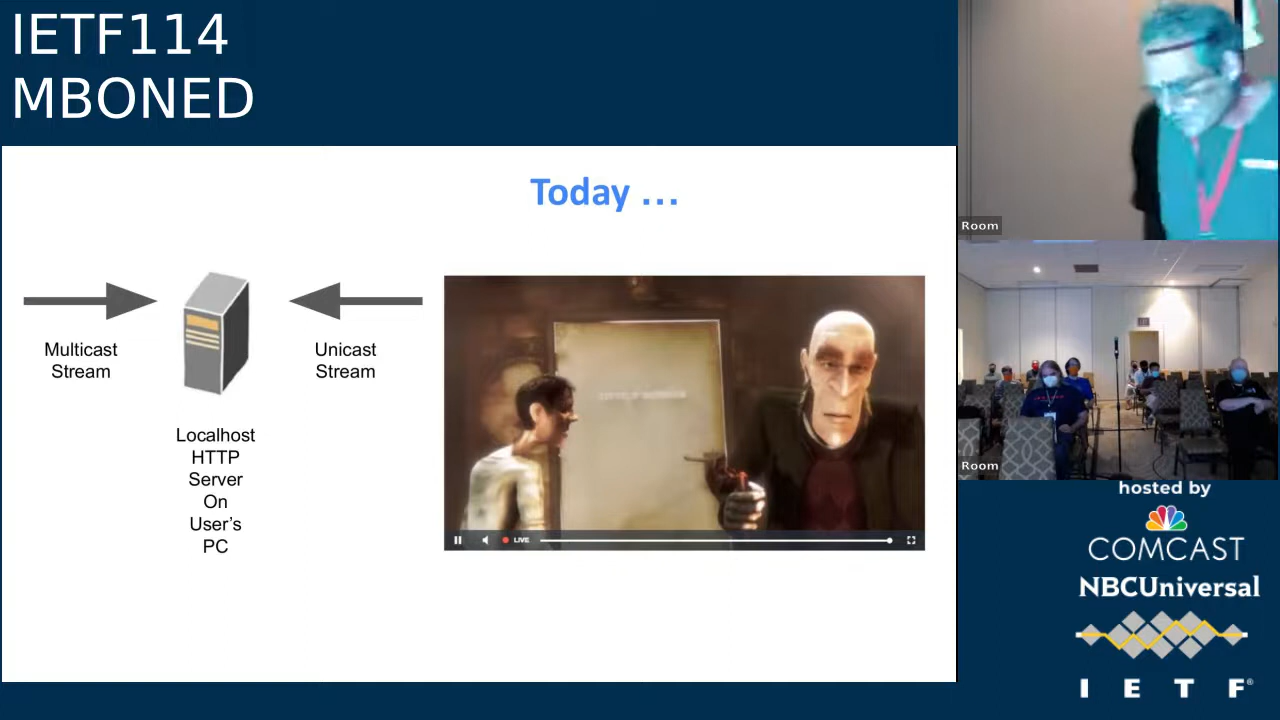 IETF114
MBONED
Today ...
Multicast
Stream
Unicast
Stream
Localhost
HTTP
Server
On
User's
PC
LIVE
Room
Room
hosted by
COMCAST
NBCUniversal
I E T F®